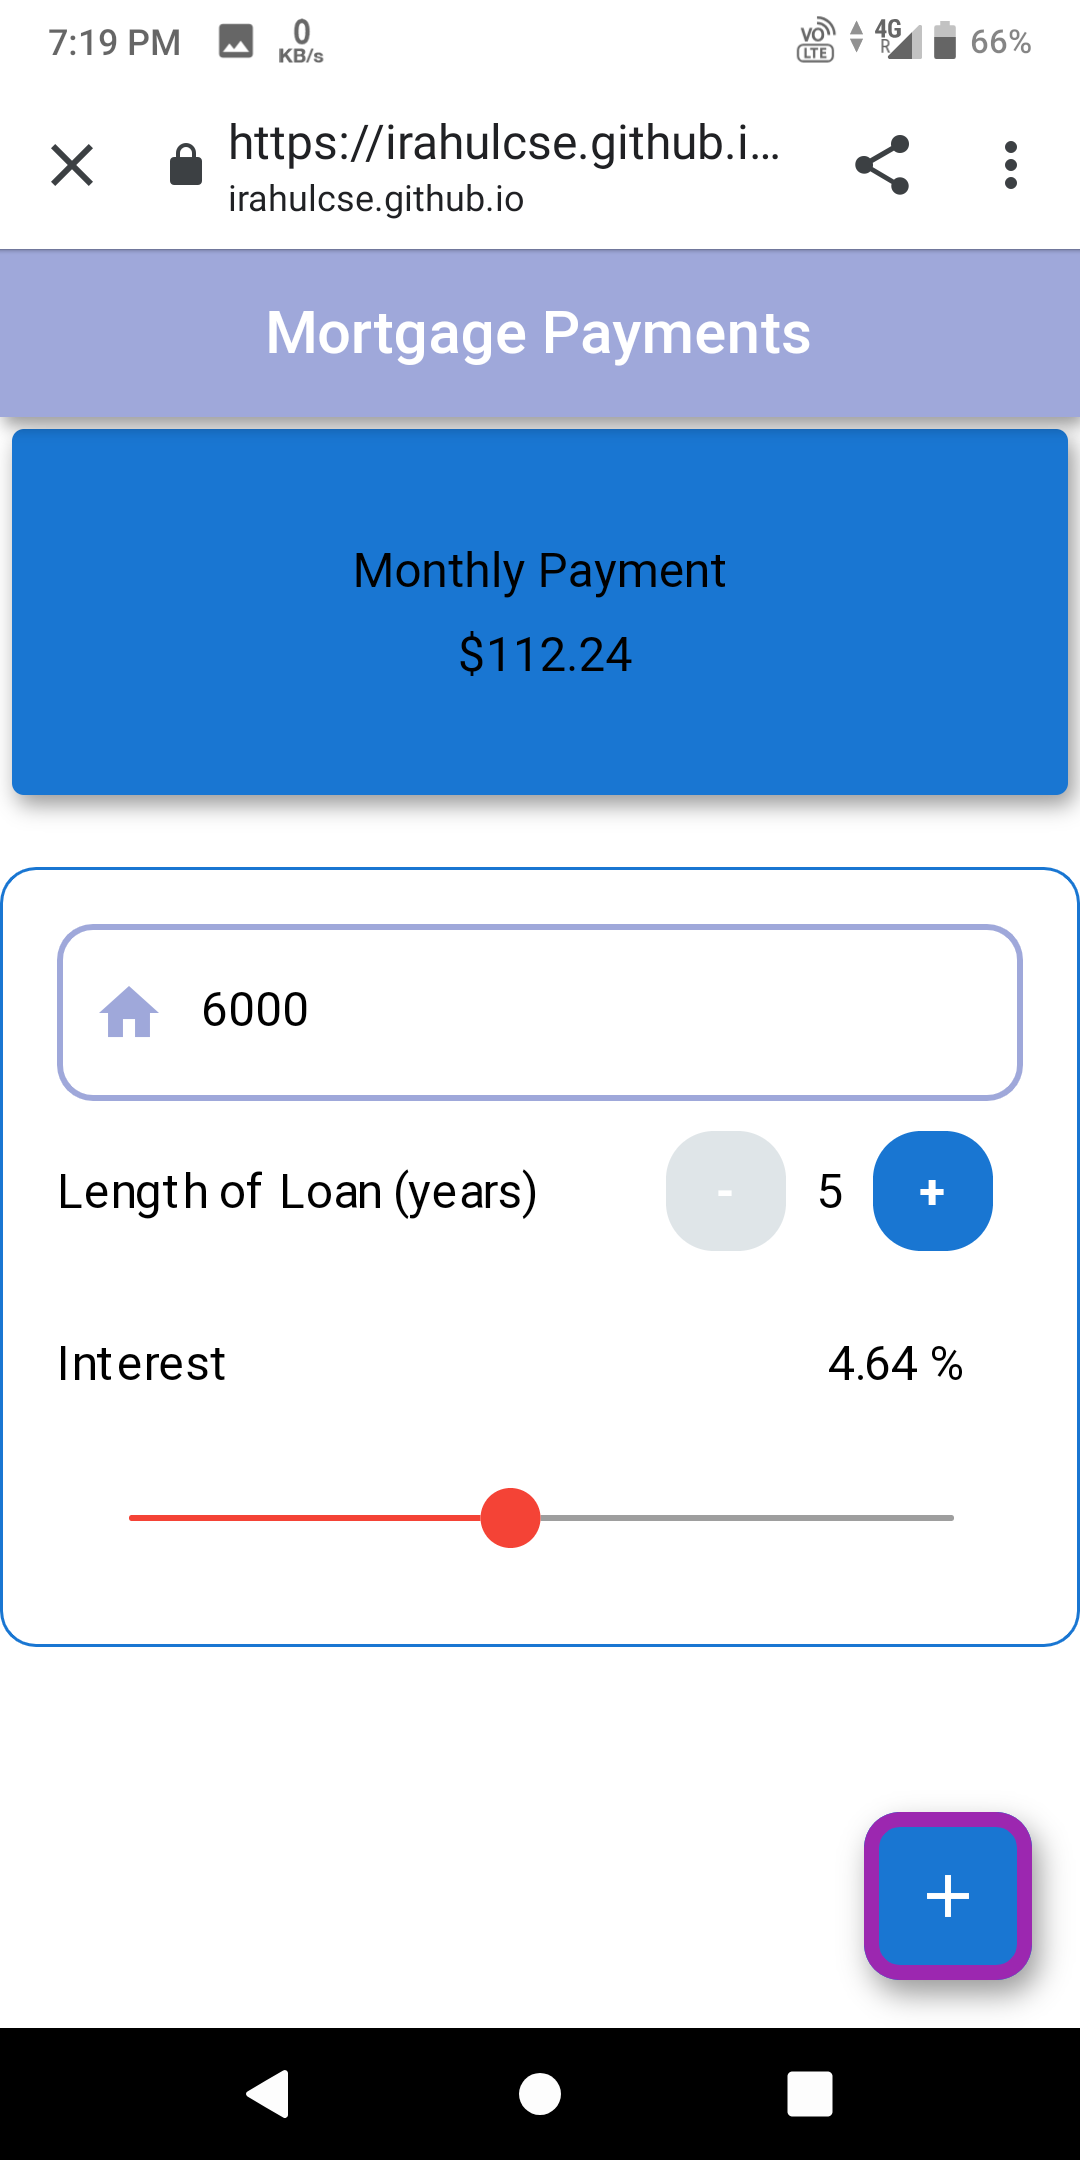 7:19 PM 0 KB/s VO LTE 4G R 66%
https://irahulcse.github.i...
irahulcse.github.io
Mortgage Payments
Monthly Payment
$112.24
6000
Length of Loan (years) - 5 +
Interest 4.64 %
+